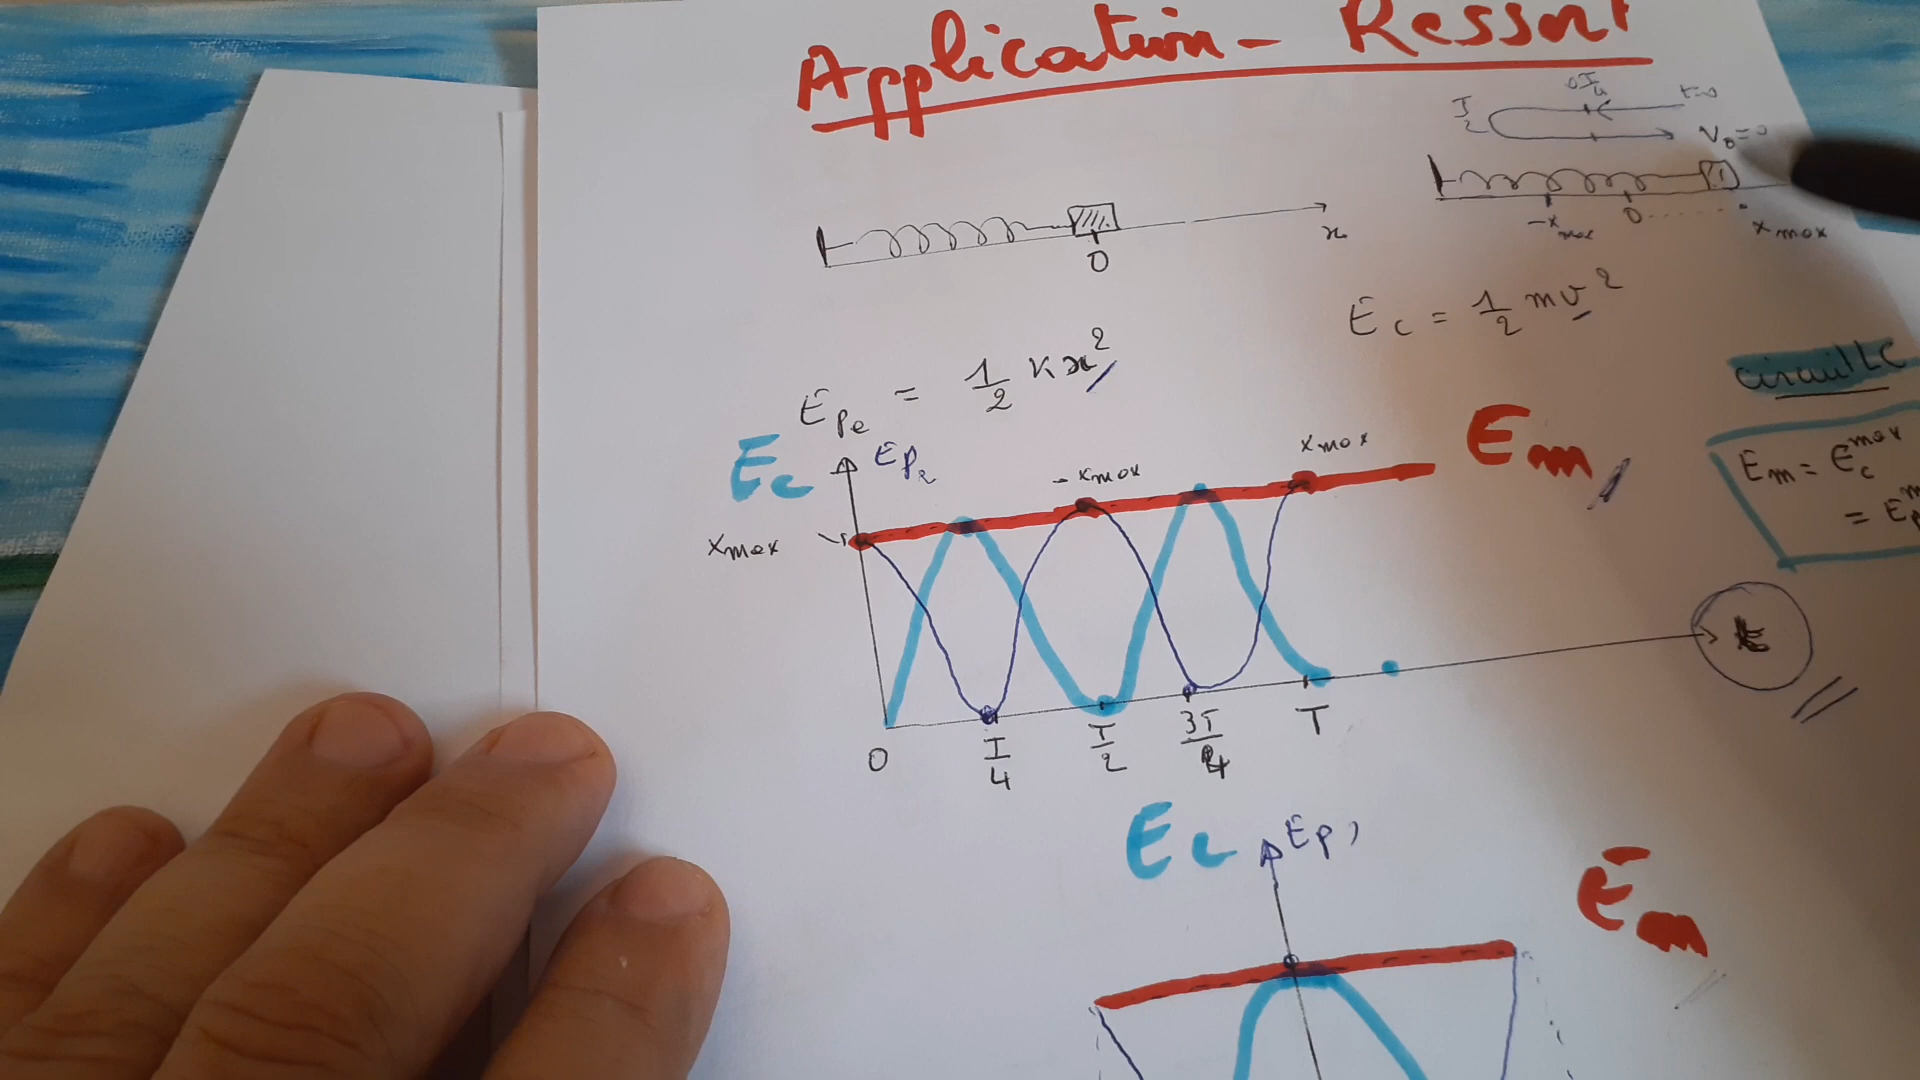 Application - Ressort
T/2 0 T/4 t=0
V₀=0
-xmax 0 xmax
0 x
Ec = 1/2 mv²
Epe = 1/2 Kx²
circuit LC
Em = Ec max
= Ep
Ec Epe
xmax -xmax xmax Em
t
0 T/4 T/2 3T/4 T
Ec Ep
Em